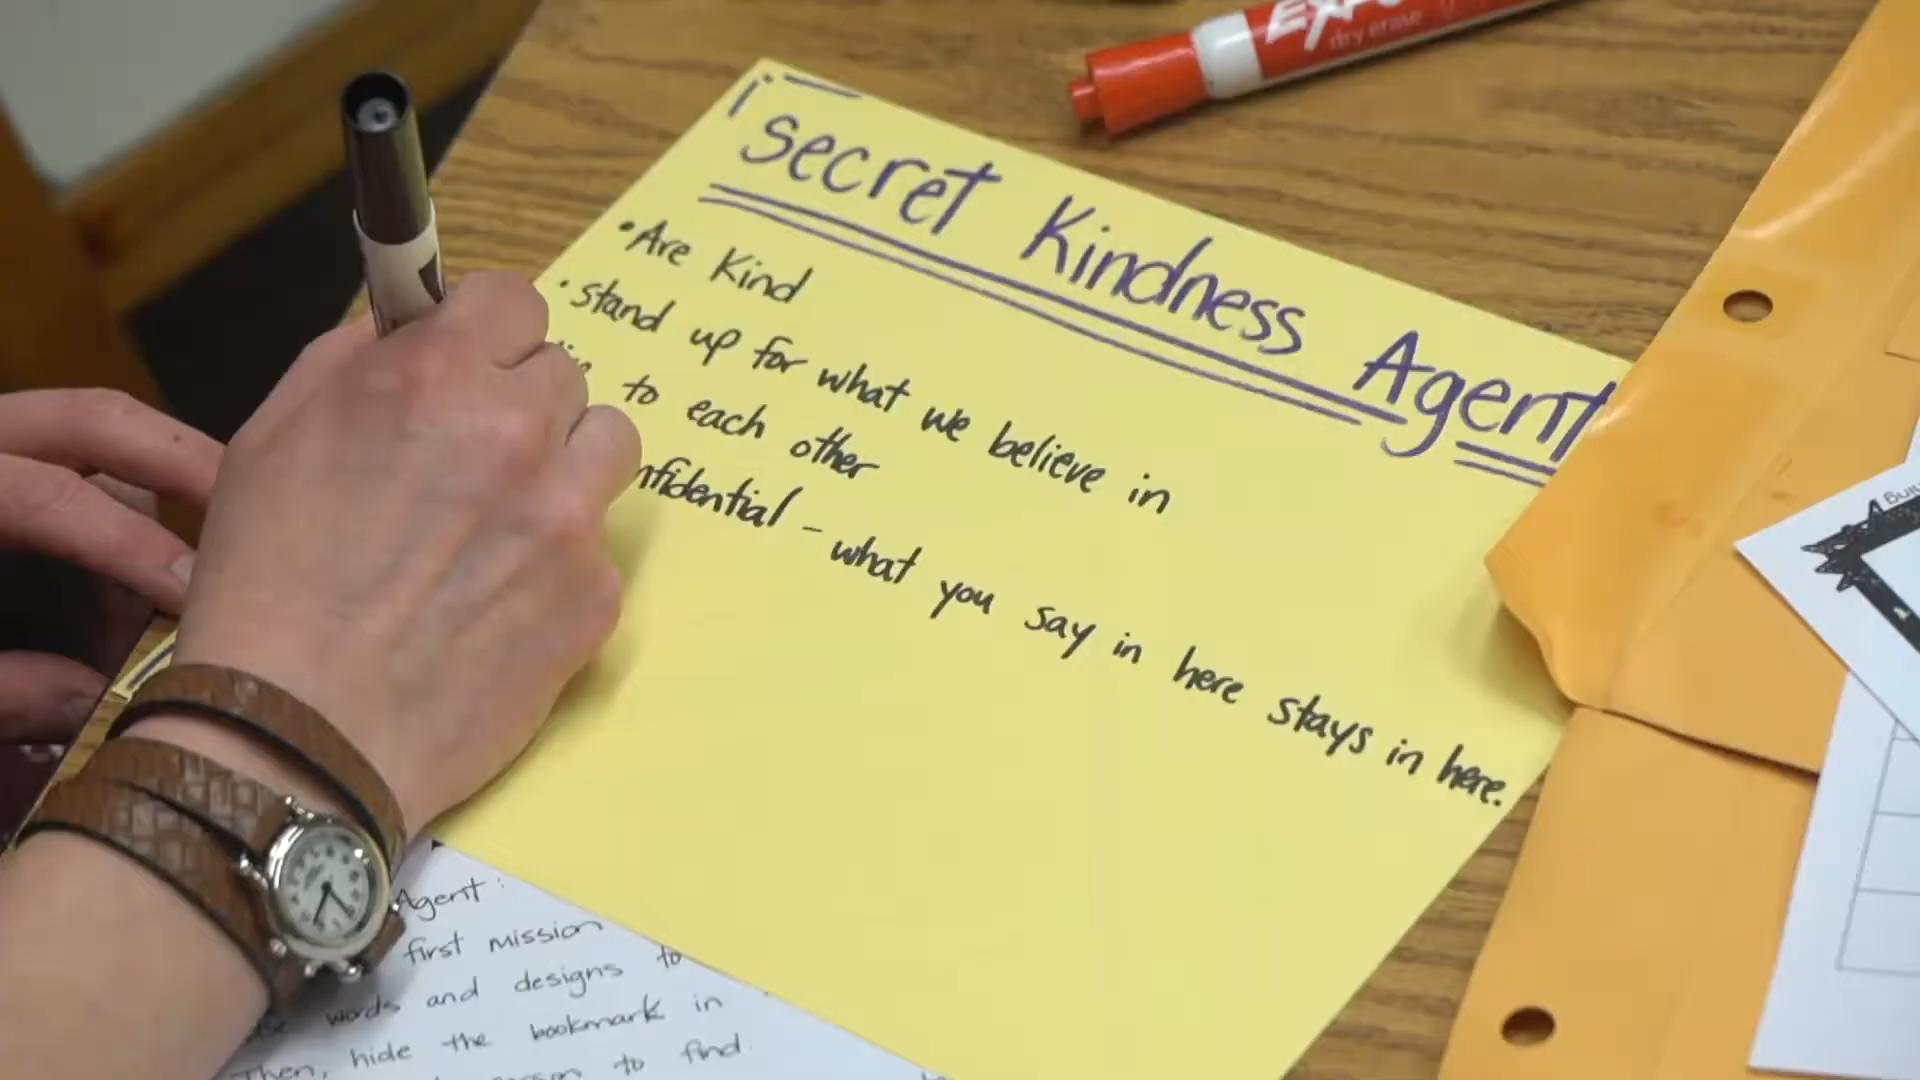 EXPO
dry erase
Secret Kindness Agent
• Are Kind
• stand up for what we believe in
to each other
what you say in here stays in here.
Agent:
first mission
words and designs to
Then, hide the bookmark in
to find.